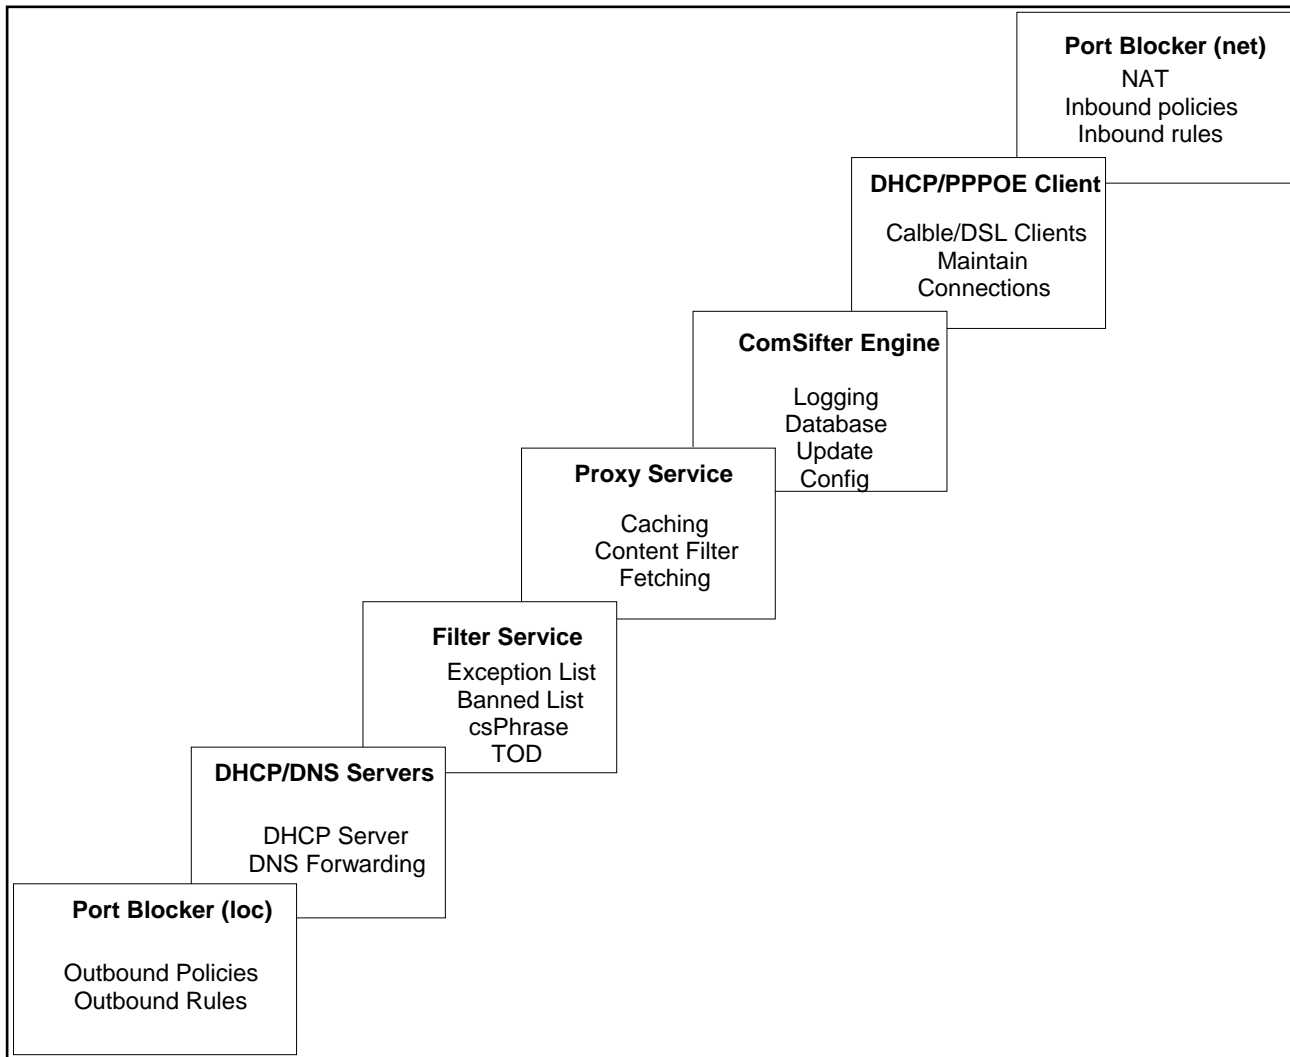 Port Blocker (net)
NAT
Inbound policies
Inbound rules
DHCP/PPPOE Client
Calble/DSL Clients
Maintain
Connections
ComSifter Engine
Logging
Database
Update
Config
Proxy Service
Caching
Content Filter
Fetching
Filter Service
Exception List
Banned List
csPhrase
TOD
DHCP/DNS Servers
DHCP Server
DNS Forwarding
Port Blocker (loc)
Outbound Policies
Outbound Rules